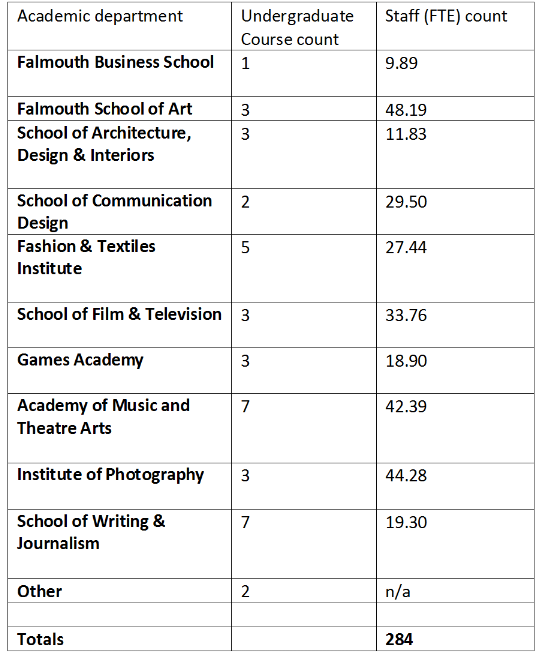 Academic department Undergraduate Staff (FTE) count
Course count
Falmouth Business School 1 9.89
Falmouth School of Art 3 48.19
School of Architecture, 3 11.83
Design & Interiors
School of Communication 2 29.50
Design
Fashion & Textiles 5 27.44
Institute
School of Film & Television 3 33.76
Games Academy 3 18.90
Academy of Music and 7 42.39
Theatre Arts
Institute of Photography 3 44.28
School of Writing & 7 19.30
Journalism
Other 2 n/a
Totals 284